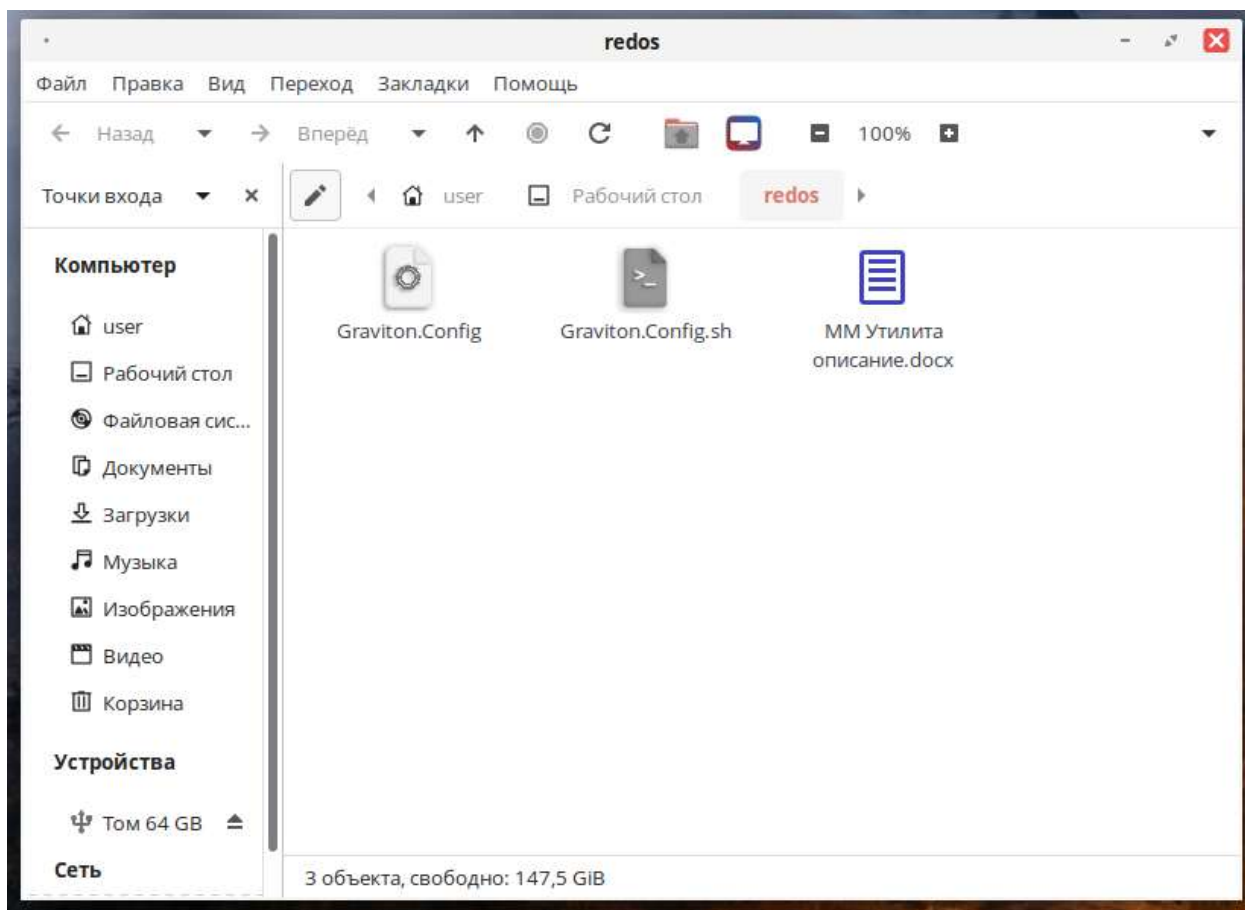 redos
Файл Правка Вид Переход Закладки Помощь
Назад Вперёд 100%
Точки входа user Рабочий стол redos
Компьютер
user
Рабочий стол
Файловая сис...
Документы
Загрузки
Музыка
Изображения
Видео
Корзина
Устройства
Том 64 GB
Сеть
Graviton.Config Graviton.Config.sh ММ Утилита
описание.docx
3 объекта, свободно: 147,5 GiB